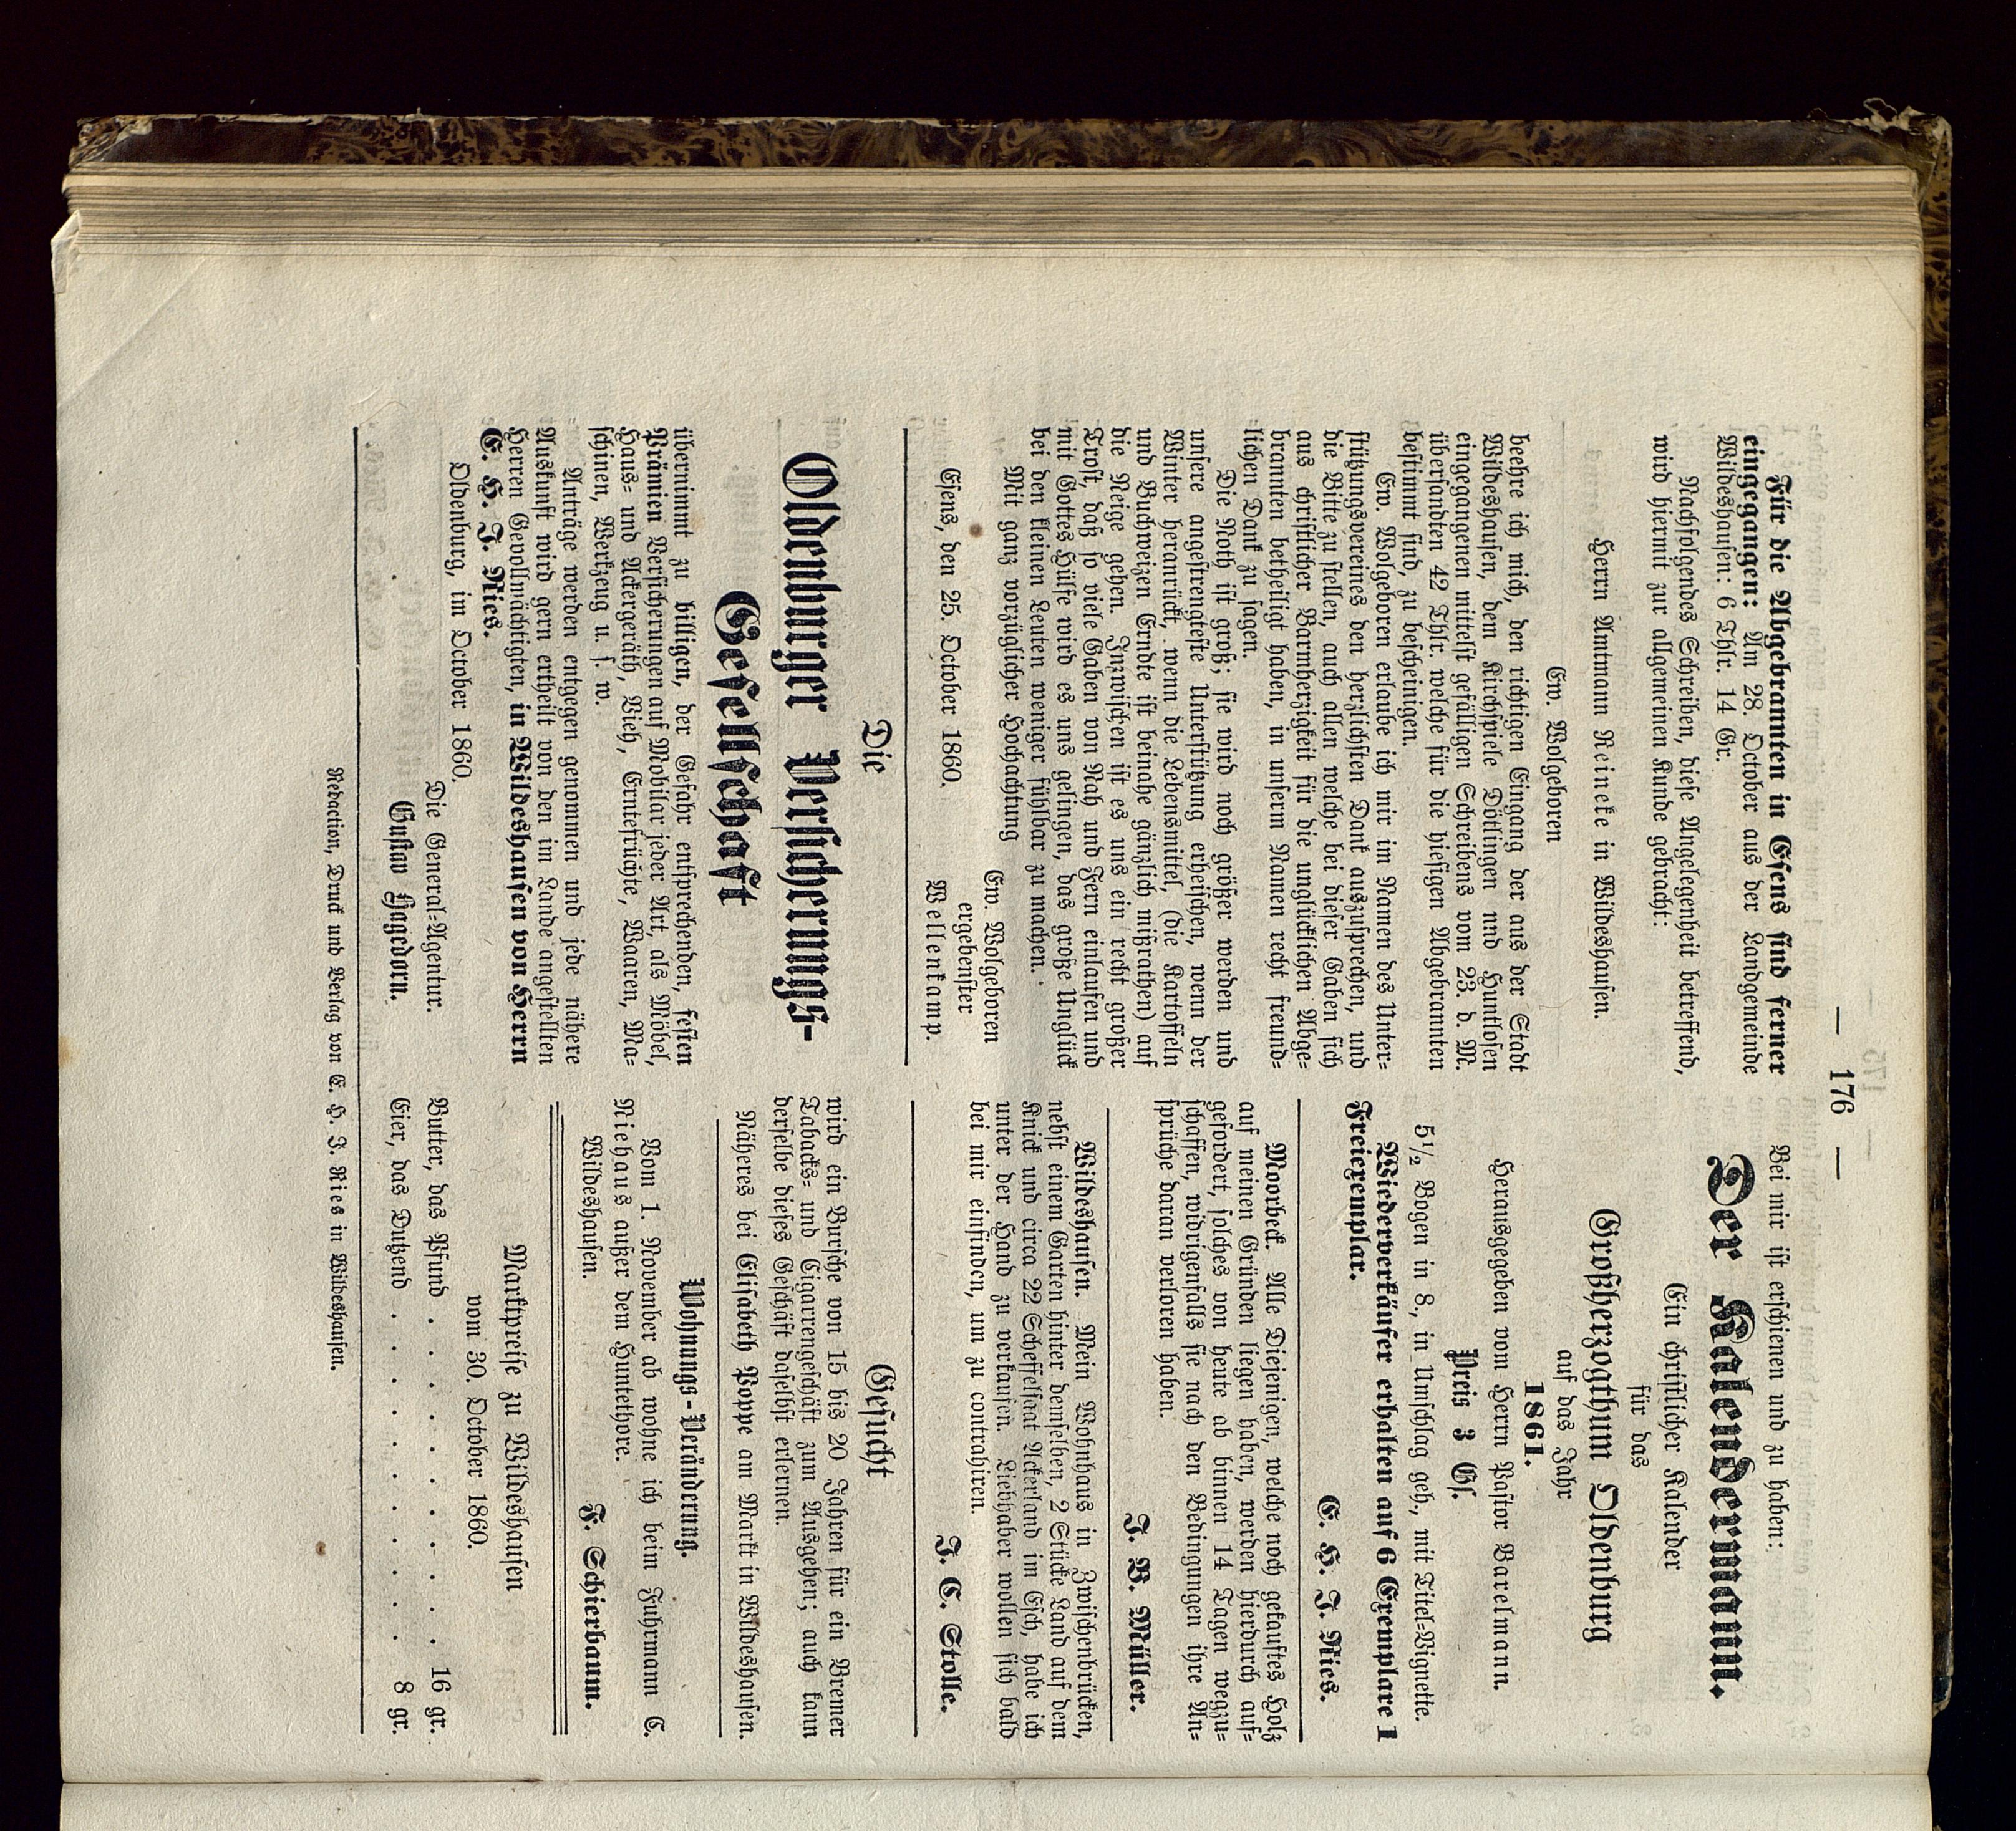 — 176 —
Für die Abgebrannten in Esens sind ferner
eingegangen: Am 28. October aus der Landgemeinde
Wildeshausen: 6 Thlr. 14 Gr.
Nachfolgendes Schreiben, diese Angelegenheit betreffend,
wird hiermit zur allgemeinen Kunde gebracht:
Herrn Amtmann Reineke in Wildeshausen.
Ew. Wolgeboren
beehre ich mich, den richtigen Eingang der aus der Stadt
Wildeshausen, dem Kirchspiele Dötlingen und Huntlosen
eingegangenen mittelst gefälligen Schreibens vom 23. d. M.
übersandten 42 Thlr. welche für die hiesigen Abgebrannten
bestimmt sind, zu bescheinigen.
Ew. Wolgeboren erlaube ich mir im Namen des Unter-
stützungsvereines den herzlichsten Dank auszusprechen, und
die Bitte zu stellen, auch allen welche bei dieser Gaben sich
aus christlicher Barmherzigkeit für die unglücklichen Abge-
brannten betheiligt haben, in unserm Namen recht freund-
lichen Dank zu sagen.
Die Noth ist groß; sie wird noch größer werden und
unsere angestrengteste Unterstützung erheischen, wenn der
Winter heranrückt, wenn die Lebensmittel, (die Kartoffeln
und Buchweizen Erndte ist beinahe gänzlich mißrathen) auf
die Neige gehen. Inzwischen ist es uns ein recht großer
Trost, daß so viele Gaben von Nah und Fern einlaufen und
mit Gottes Hülfe wird es uns gelingen, das große Unglück
bei den kleinen Leuten weniger fühlbar zu machen.
Mit ganz vorzüglicher Hochachtung
Ew. Wolgeboren
ergebenster
Wellenkamp.
Esens, den 25. October 1860.
Die
Oldenburger Versicherungs-
Gesellschaft
übernimmt zu billigen, der Gefahr entsprechenden, festen
Prämien Versicherungen auf Mobilar jeder Art, als Möbel,
Haus- und Ackergeräth, Vieh, Erntefrüchte, Waaren, Ma-
schinen, Werkzeug u. s. w.
Anträge werden entgegen genommen und jede nähere
Auskunft wird gern ertheilt von den im Lande angestellten
Herren Gevollmächtigten, in Wildeshausen von Herrn
C. H. J. Ries.
Oldenburg, im October 1860.
Die General-Agentur.
Gustav Hagedorn.
Bei mir ist erschienen und zu haben:
Der Kalendermann.
Ein christlicher Kalender
für das
Großherzogthum Oldenburg
auf das Jahr
1861.
Herausgegeben vom Herrn Pastor Barelmann.
Preis 3 Gs.
5½ Bogen in 8., in Umschlag geh., mit Titel-Vignette.
Wiederverkäufer erhalten auf 6 Exemplare 1
Freiexemplar.
C. H. J. Ries.
Moorbeck. Alle Diejenigen, welche noch gekauftes Holz
auf meinen Gründen liegen haben, werden hierdurch auf-
gefordert, solches von heute ab binnen 14 Tagen wegzu-
schaffen, widrigenfalls sie nach den Bedingungen ihre An-
sprüche daran verloren haben.
J. B. Müller.
Wildeshausen. Mein Wohnhaus in Zwischenbrücken,
nebst einem Garten hinter demselben, 2 Stücke Land auf dem
Knick und circa 22 Scheffelsaat Ackerland im Esch, habe ich
unter der Hand zu verkaufen. Liebhaber wollen sich bald
bei mir einfinden, um zu contrahiren.
J. C. Stolle.
Gesucht
wird ein Bursche von 15 bis 20 Jahren für ein Bremer
Tabacks- und Cigarrengeschäft zum Ausgehen; auch kann
derselbe dieses Geschäft daselbst erlernen.
Näheres bei Elisabeth Poppe am Markt in Wildeshausen.
Wohnungs-Veränderung.
Vom 1. November ab wohne ich beim Fuhrmann C.
Niehaus außer dem Huntethore.
Wildeshausen.
F. Schierbaum.
Marktpreise zu Wildeshausen
vom 30. October 1860.
Butter, das Pfund . . . . . . . . . 16 gr.
Eier, das Dutzend . . . . . . . . . 8 gr.
Redaction, Druck und Verlag von C. H. J. Ries in Wildeshausen.